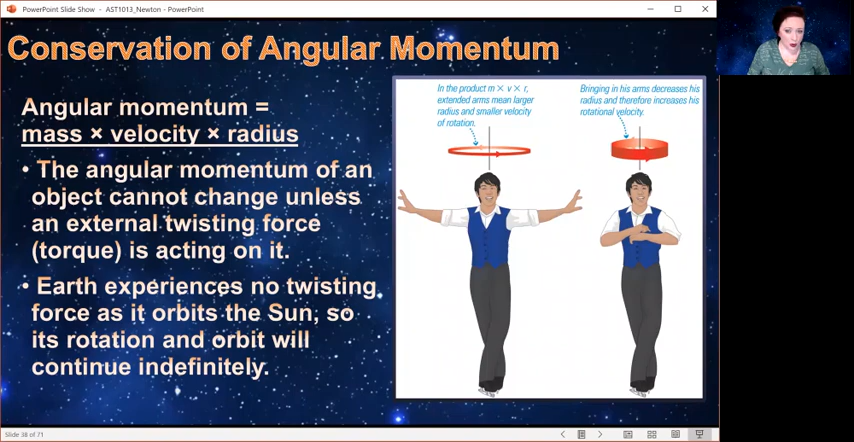 PowerPoint Slide Show - AST1013_Newton - PowerPoint
Conservation of Angular Momentum
Angular momentum =
mass × velocity × radius
• The angular momentum of an
object cannot change unless
an external twisting force
(torque) is acting on it.
• Earth experiences no twisting
force as it orbits the Sun, so
its rotation and orbit will
continue indefinitely.
In the product m × v × r,
extended arms mean larger
radius and smaller velocity
of rotation.
Bringing in his arms decreases his
radius and therefore increases his
rotational velocity.
Slide 38 of 71